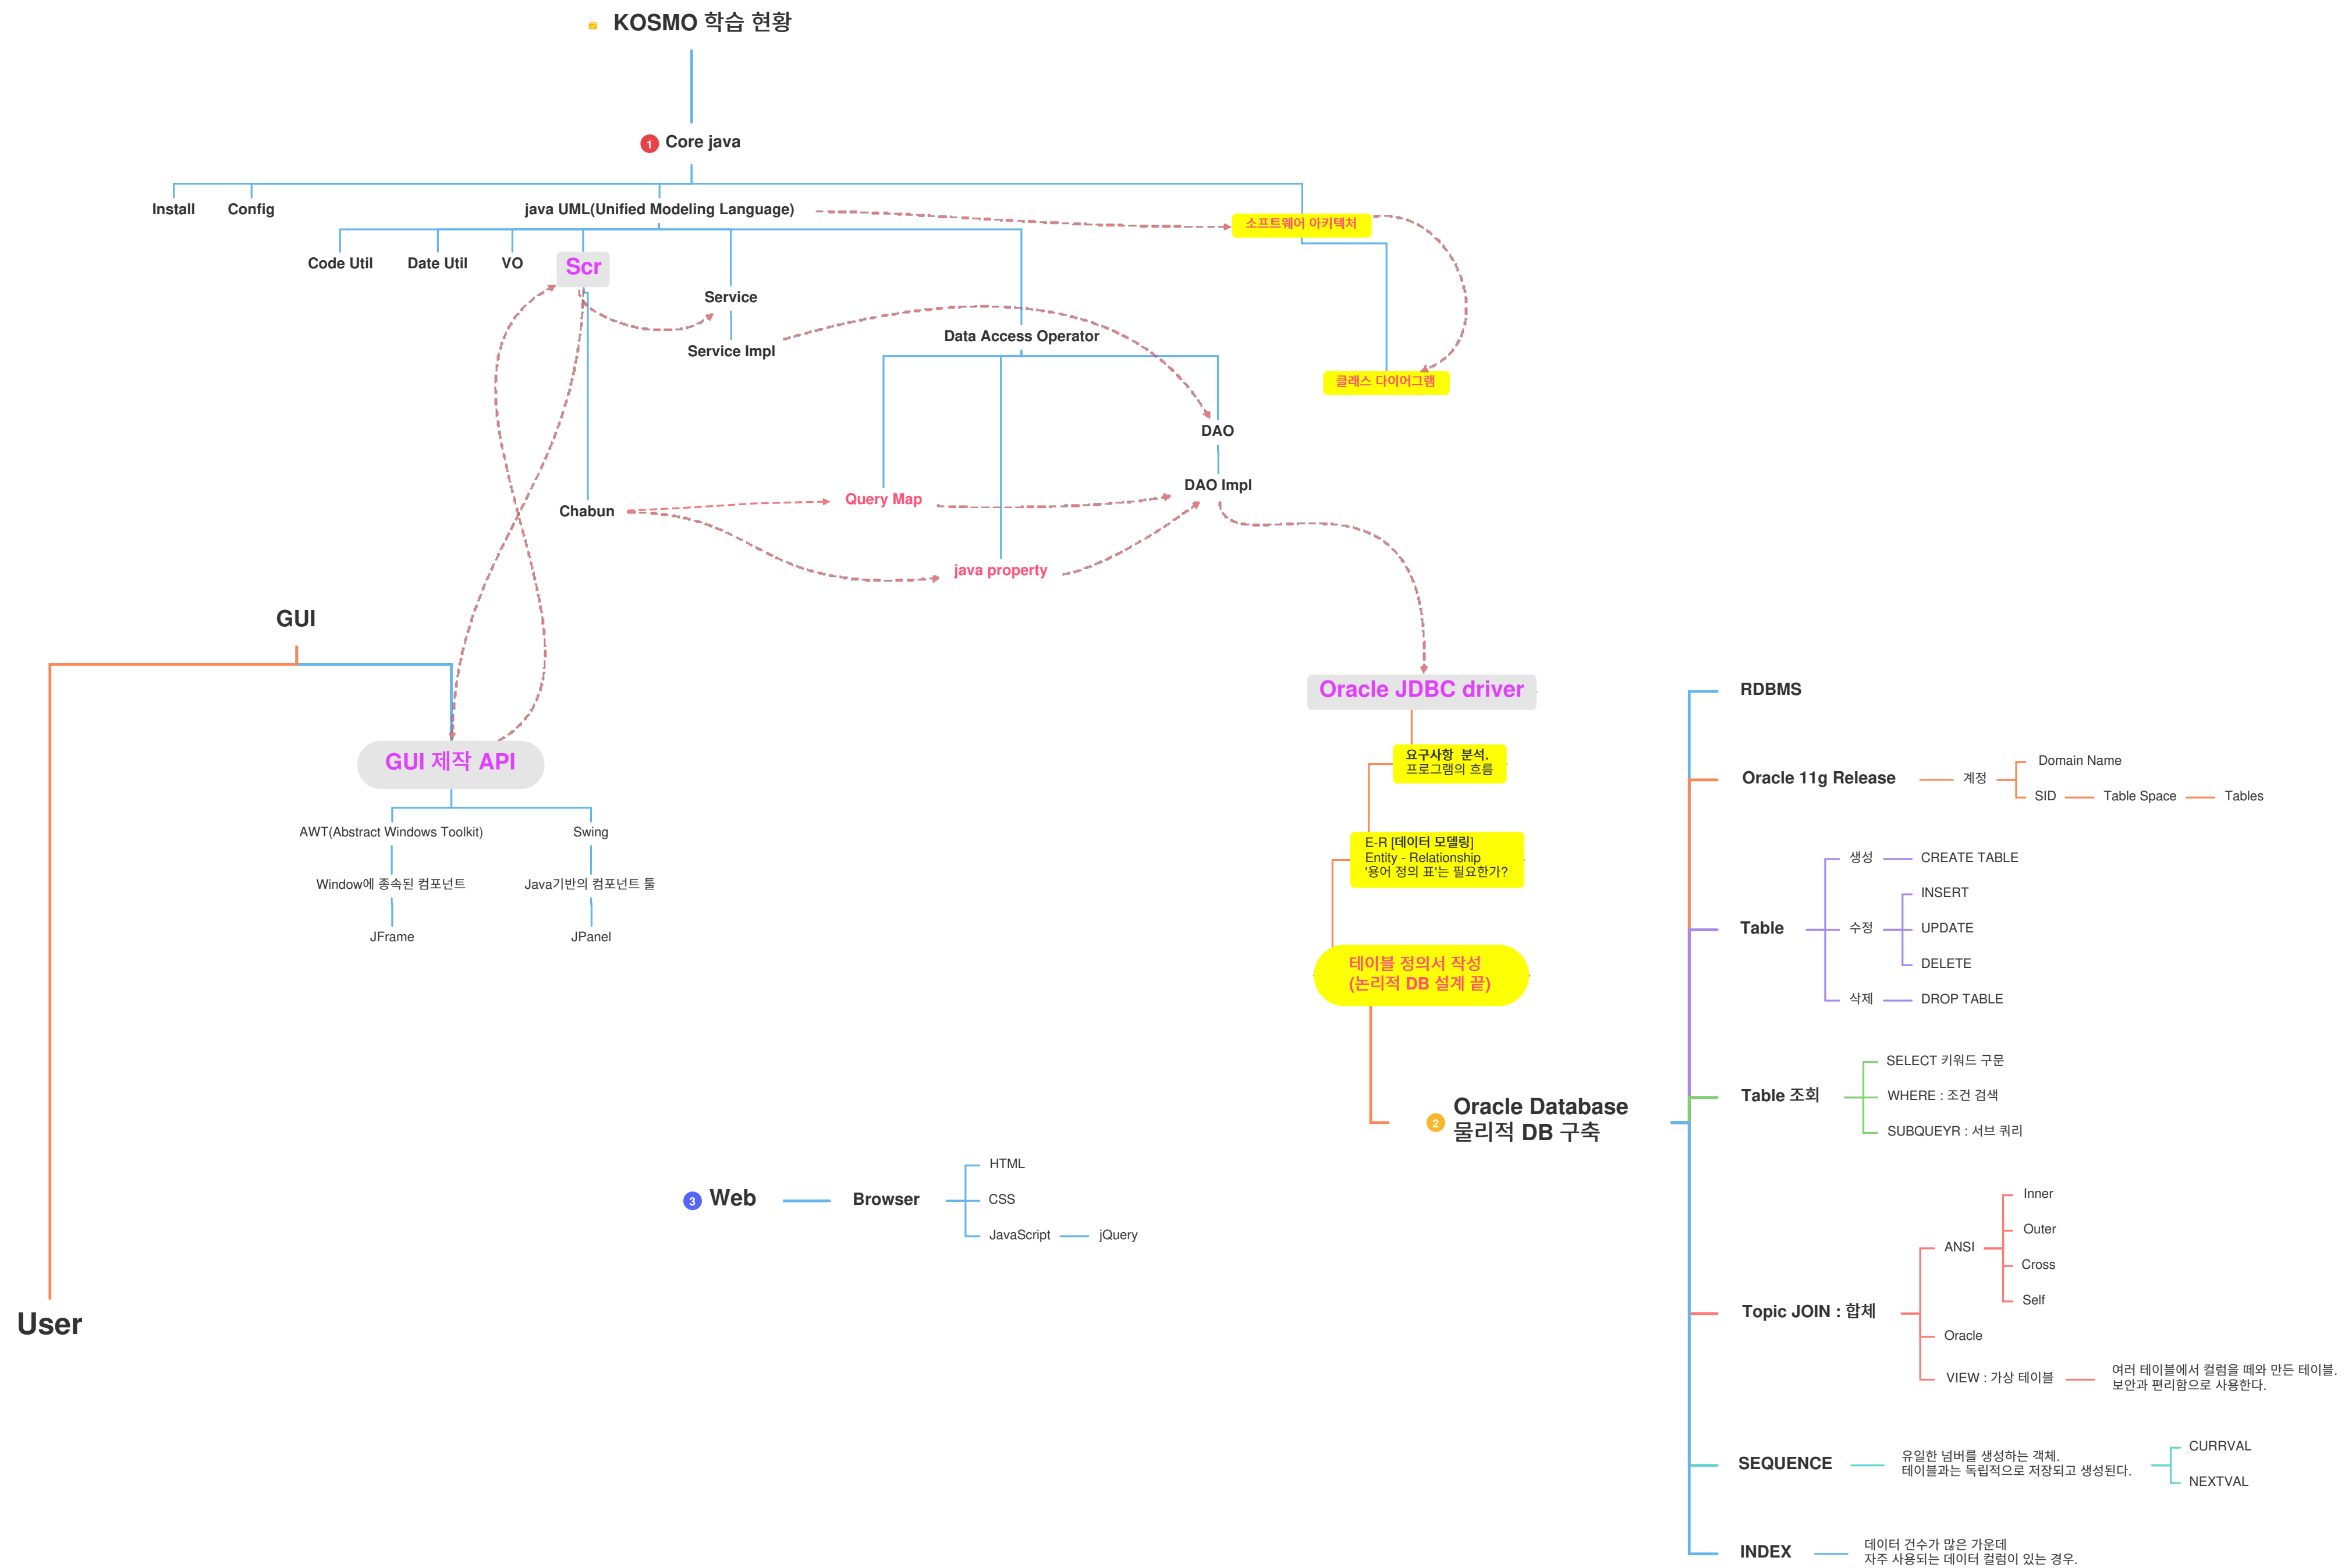 KOSMO 학습 현황
1 Core java
Install
Config
java UML(Unified Modeling Language)
소프트웨어 아키텍처
Code Util
Date Util
VO
Scr
Service
Service Impl
Data Access Operator
클래스 다이어그램
DAO
DAO Impl
Chabun
Query Map
java property
GUI
GUI 제작 API
AWT(Abstract Windows Toolkit)
Swing
Window에 종속된 컴포넌트
Java기반의 컴포넌트 툴
JFrame
JPanel
User
Oracle JDBC driver
요구사항 분석.
프로그램의 흐름
E-R [데이터 모델링]
Entity - Relationship
'용어 정의 표'는 필요한가?
테이블 정의서 작성
(논리적 DB 설계 끝)
2 Oracle Database
물리적 DB 구축
RDBMS
Oracle 11g Release
계정
Domain Name
SID
Table Space
Tables
Table
생성
CREATE TABLE
수정
INSERT
UPDATE
DELETE
삭제
DROP TABLE
Table 조회
SELECT 키워드 구문
WHERE : 조건 검색
SUBQUEYR : 서브 쿼리
Topic JOIN : 합체
ANSI
Inner
Outer
Cross
Self
Oracle
VIEW : 가상 테이블
여러 테이블에서 컬럼을 떼와 만든 테이블.
보안과 편리함으로 사용한다.
SEQUENCE
유일한 넘버를 생성하는 객체.
테이블과는 독립적으로 저장되고 생성된다.
CURRVAL
NEXTVAL
INDEX
데이터 건수가 많은 가운데
자주 사용되는 데이터 컬럼이 있는 경우.
3 Web
Browser
HTML
CSS
JavaScript
jQuery